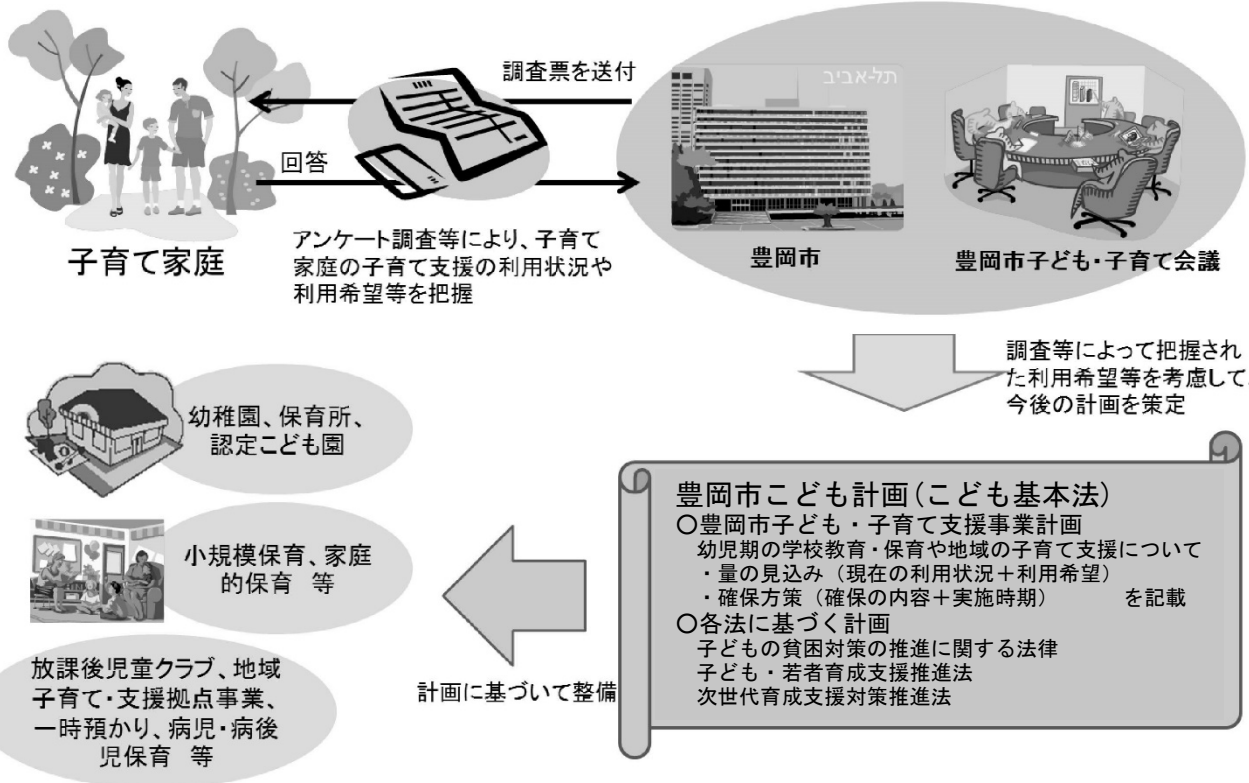 調査票を送付
回答
子育て家庭
アンケート調査等により、子育て
家庭の子育て支援の利用状況や
利用希望等を把握
תל-אביב
豊岡市
豊岡市子ども・子育て会議
調査等によって把握され
た利用希望等を考慮して、
今後の計画を策定
幼稚園、保育所、
認定こども園
小規模保育、家庭
的保育 等
放課後児童クラブ、地域
子育て・支援拠点事業、
一時預かり、病児・病後
児保育 等
計画に基づいて整備
豊岡市こども計画(こども基本法)
○豊岡市子ども・子育て支援事業計画
幼児期の学校教育・保育や地域の子育て支援について
・量の見込み（現在の利用状況＋利用希望）
・確保方策（確保の内容＋実施時期） を記載
○各法に基づく計画
子どもの貧困対策の推進に関する法律
子ども・若者育成支援推進法
次世代育成支援対策推進法